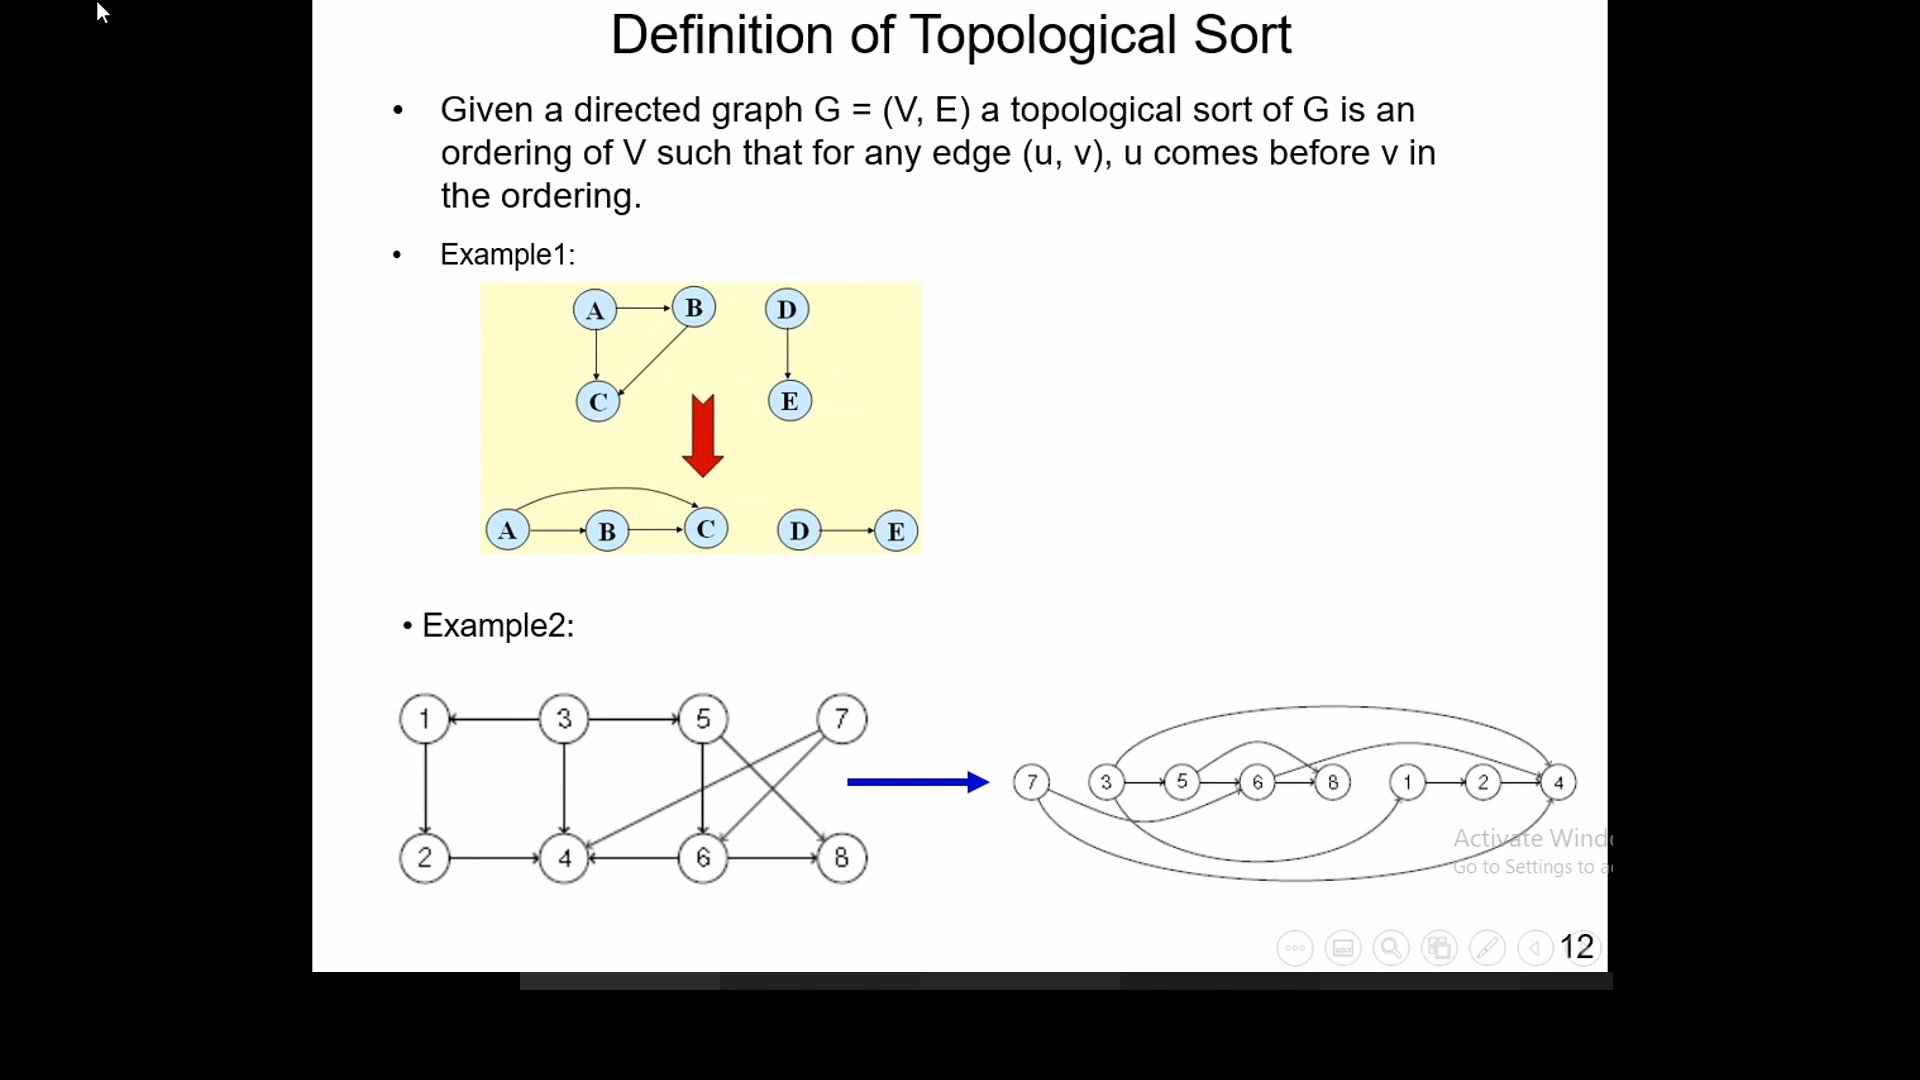 Definition of Topological Sort
• Given a directed graph G = (V, E) a topological sort of G is an
ordering of V such that for any edge (u, v), u comes before v in
the ordering.
• Example1:
A B D
C E
A B C D E
• Example2:
1 3 5 7
2 4 6 8
7 3 5 6 8 1 2 4
Activate Windo
Go to Settings to a
12